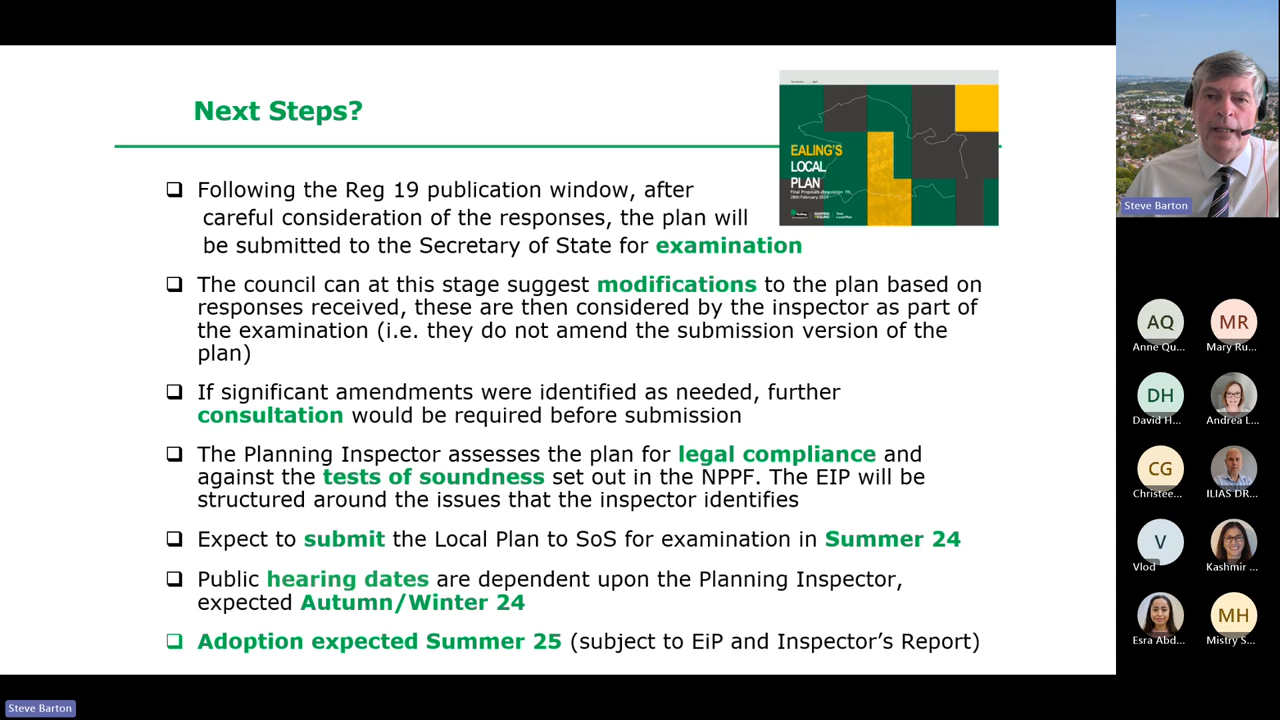 Next Steps?
EALING'S
LOCAL
PLAN
Final Proposals (Regulation 19),
28th February 2024
Following the Reg 19 publication window, after
careful consideration of the responses, the plan will
be submitted to the Secretary of State for examination
The council can at this stage suggest modifications to the plan based on
responses received, these are then considered by the inspector as part of
the examination (i.e. they do not amend the submission version of the
plan)
If significant amendments were identified as needed, further
consultation would be required before submission
The Planning Inspector assesses the plan for legal compliance and
against the tests of soundness set out in the NPPF. The EIP will be
structured around the issues that the inspector identifies
Expect to submit the Local Plan to SoS for examination in Summer 24
Public hearing dates are dependent upon the Planning Inspector,
expected Autumn/Winter 24
Adoption expected Summer 25 (subject to EiP and Inspector's Report)
Steve Barton
AQ MR
Anne Qu... Mary Ru...
DH
David H... Andrea L...
CG
Christee... ILIAS DR...
V
Vlod Kashmir ...
MH
Esra Abd... Mistry S...
Steve Barton